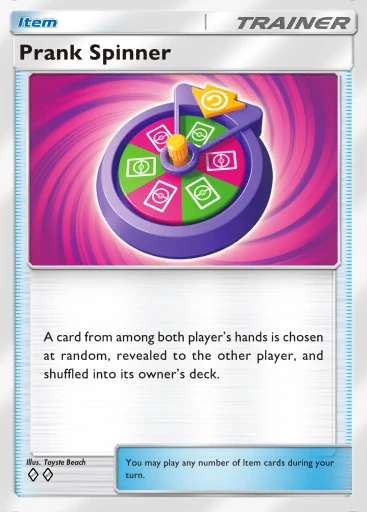 Item
TRAINER
Prank Spinner
A card from among both player's hands is chosen
at random, revealed to the other player, and
shuffled into its owner's deck.
Illus. Toyste Beach
You may play any number of Item cards during your
turn.